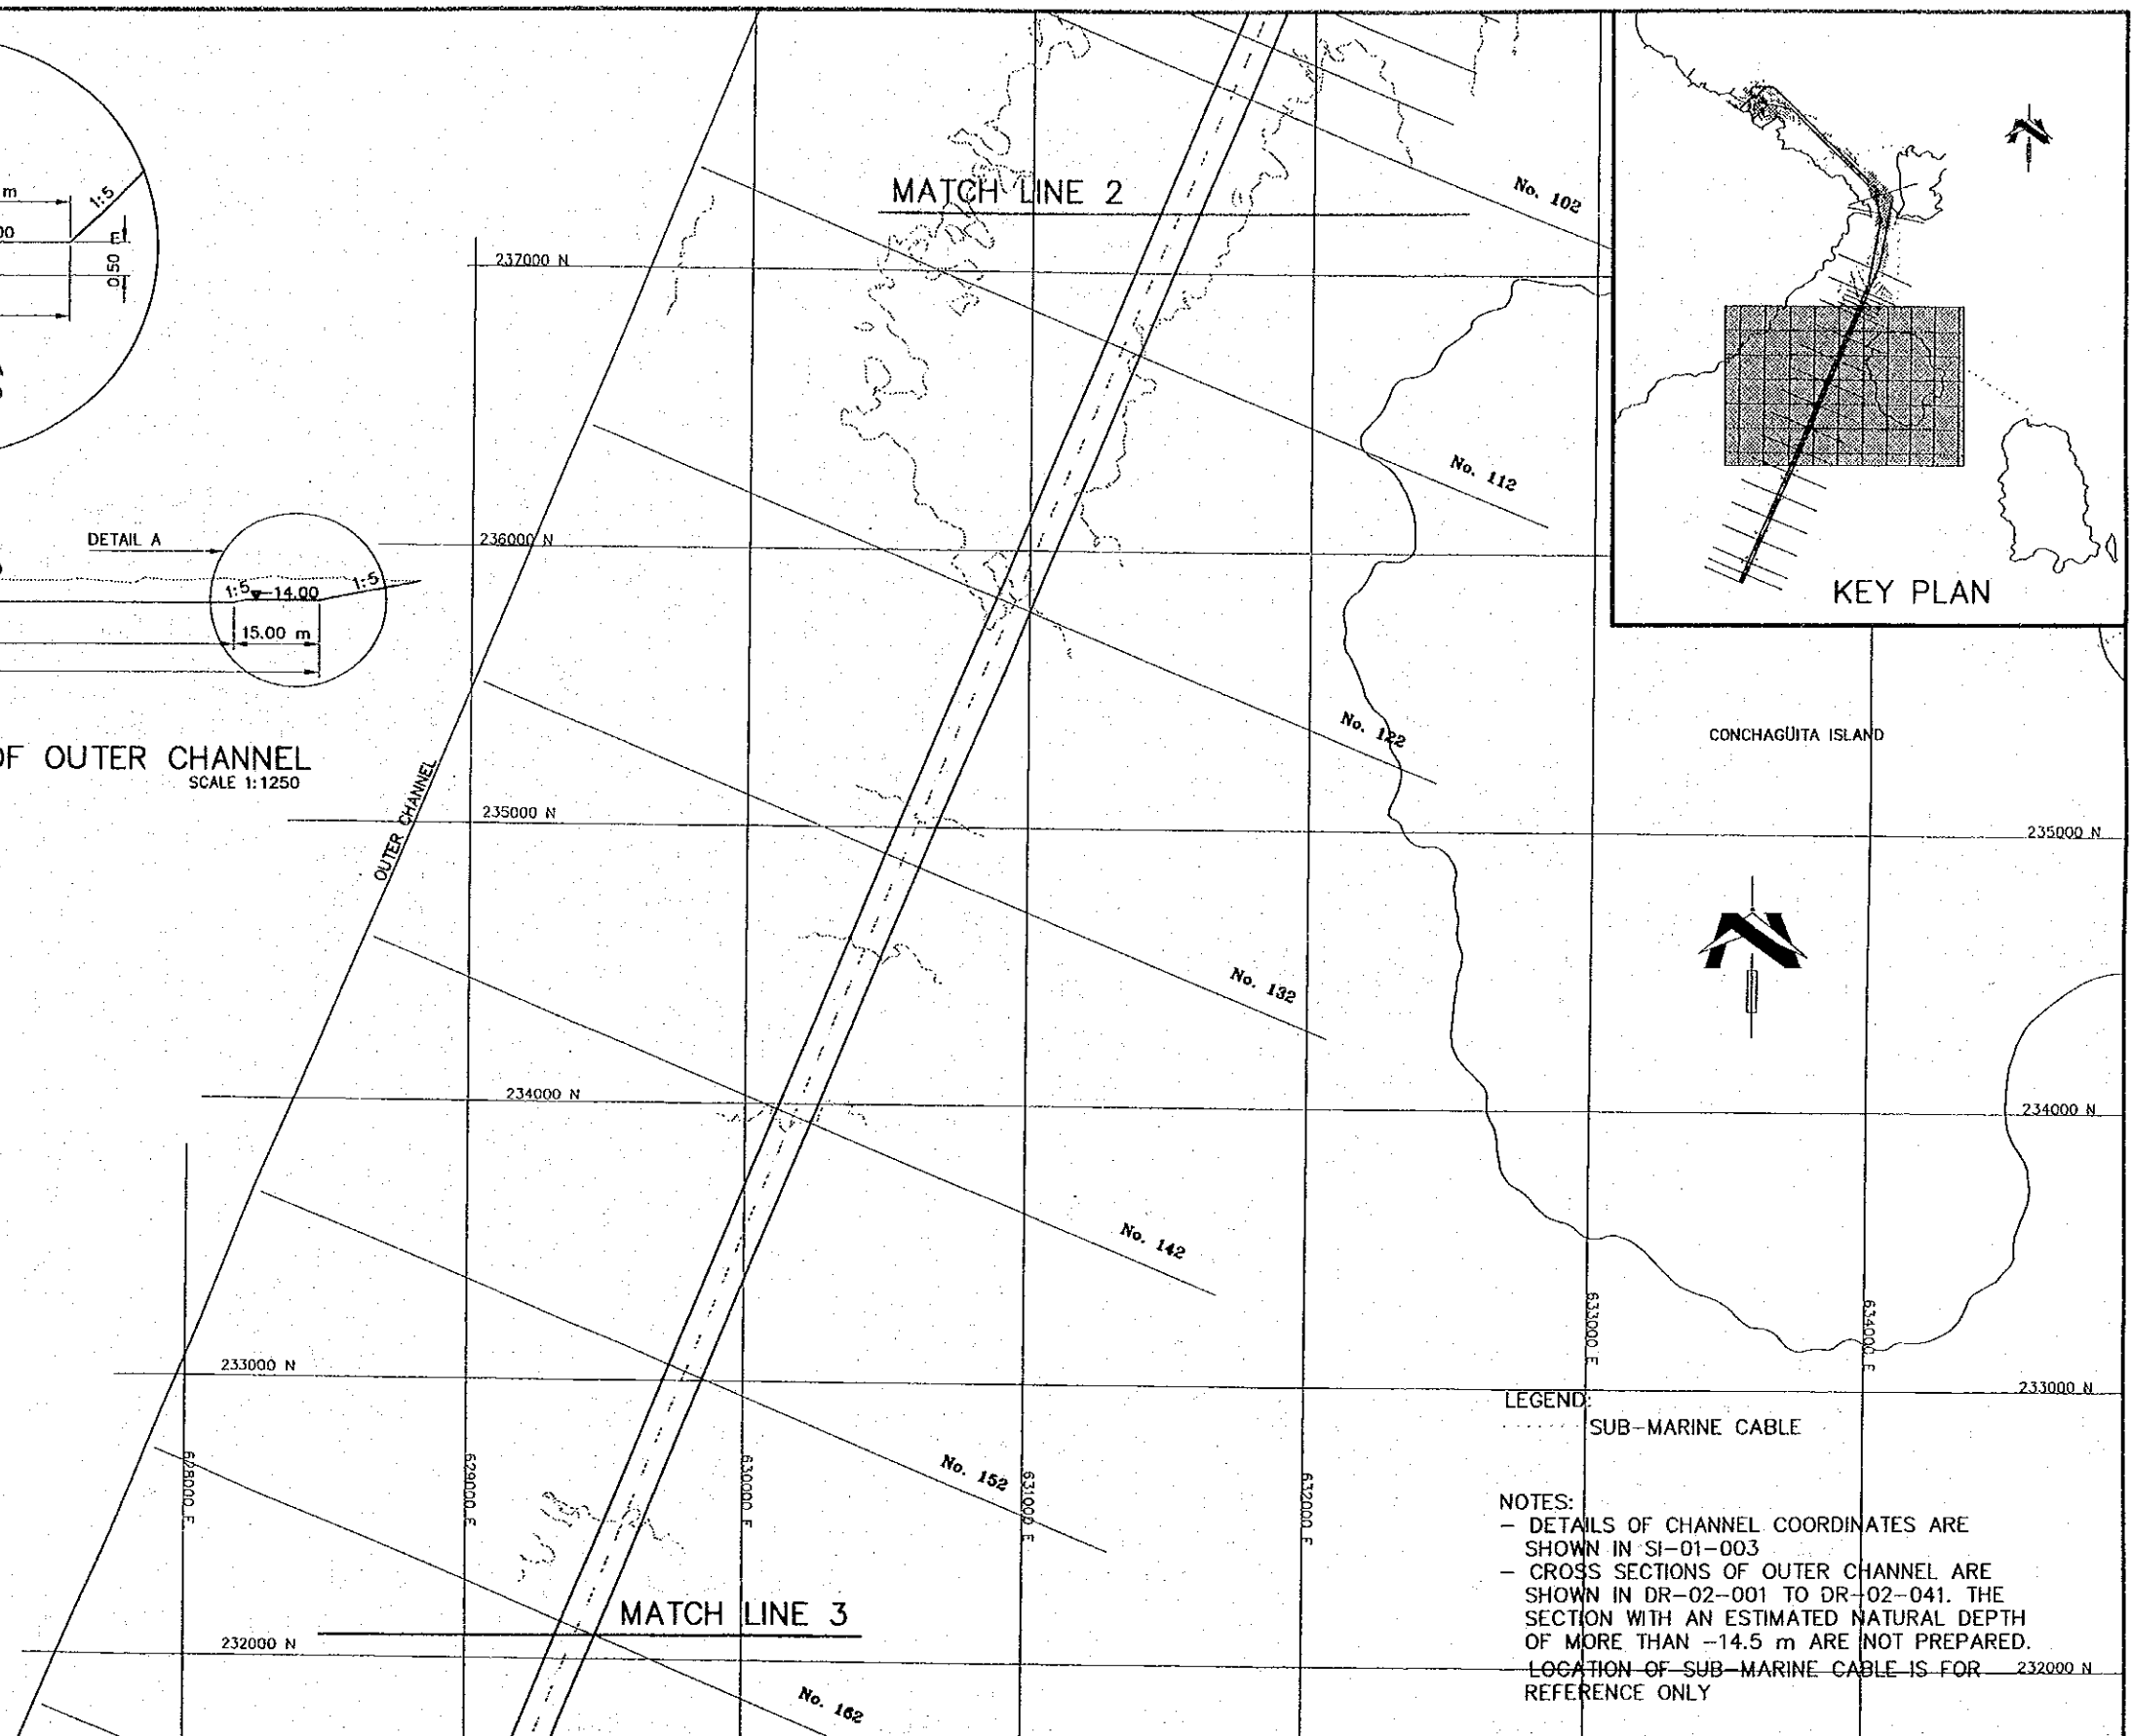 m
1:5
00
.050
MATCH LINE 2
No. 102
237000 N
No. 112
KEY PLAN
DETAIL A
236000 N
1:5
-14.00
1:5
15.00 m
No. 122
CONCHAGÜITA ISLAND
OF OUTER CHANNEL
SCALE 1:1250
OUTER CHANNEL
235000 N
235000 N
No. 132
234000 N
234000 N
No. 142
633000 E
634000 E
233000 N
233000 N
LEGEND:
SUB-MARINE CABLE
628000 E
629000 E
630000 E
No. 152
631000 E
632000 E
NOTES:
- DETAILS OF CHANNEL COORDINATES ARE
SHOWN IN SI-01-003
- CROSS SECTIONS OF OUTER CHANNEL ARE
SHOWN IN DR-02-001 TO DR-02-041. THE
SECTION WITH AN ESTIMATED NATURAL DEPTH
OF MORE THAN -14.5 m ARE NOT PREPARED.
LOCATION OF SUB-MARINE CABLE IS FOR
REFERENCE ONLY
MATCH LINE 3
232000 N
232000 N
No. 162